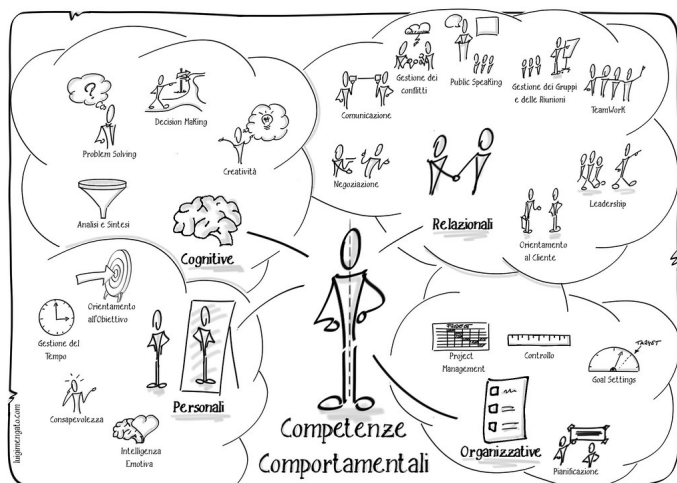 Gestione dei
conflitti
Public Speaking
Gestione dei Gruppi
e delle Riunioni
TeamWork
Comunicazione
Negoziazione
Relazionali
Leadership
Orientamento
al Cliente
?
Problem Solving
Decision Making
Creatività
Analisi e Sintesi
Cognitive
Orientamento
all'Obiettivo
Gestione del
Tempo
Personali
Consapevolezza
Intelligenza
Emotiva
Competenze
Comportamentali
Project
Management
Controllo
TARGET
Goal Settings
Organizzative
Pianificazione
luigimengato.com